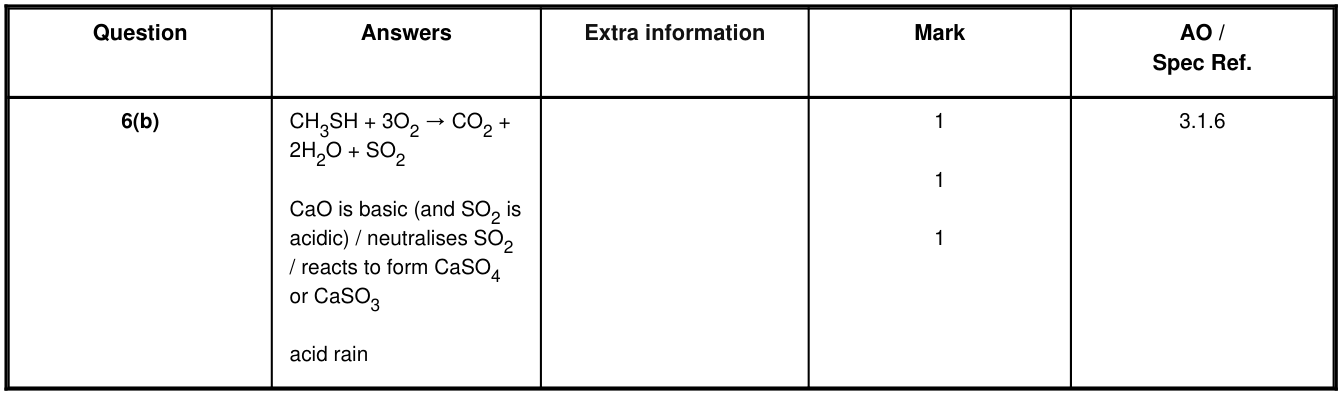 Question Answers Extra information Mark AO /
Spec Ref.
6(b) CH₃SH + 3O₂ → CO₂ + 1 3.1.6
2H₂O + SO₂
1
CaO is basic (and SO₂ is
acidic) / neutralises SO₂ 1
/ reacts to form CaSO₄
or CaSO₃
acid rain